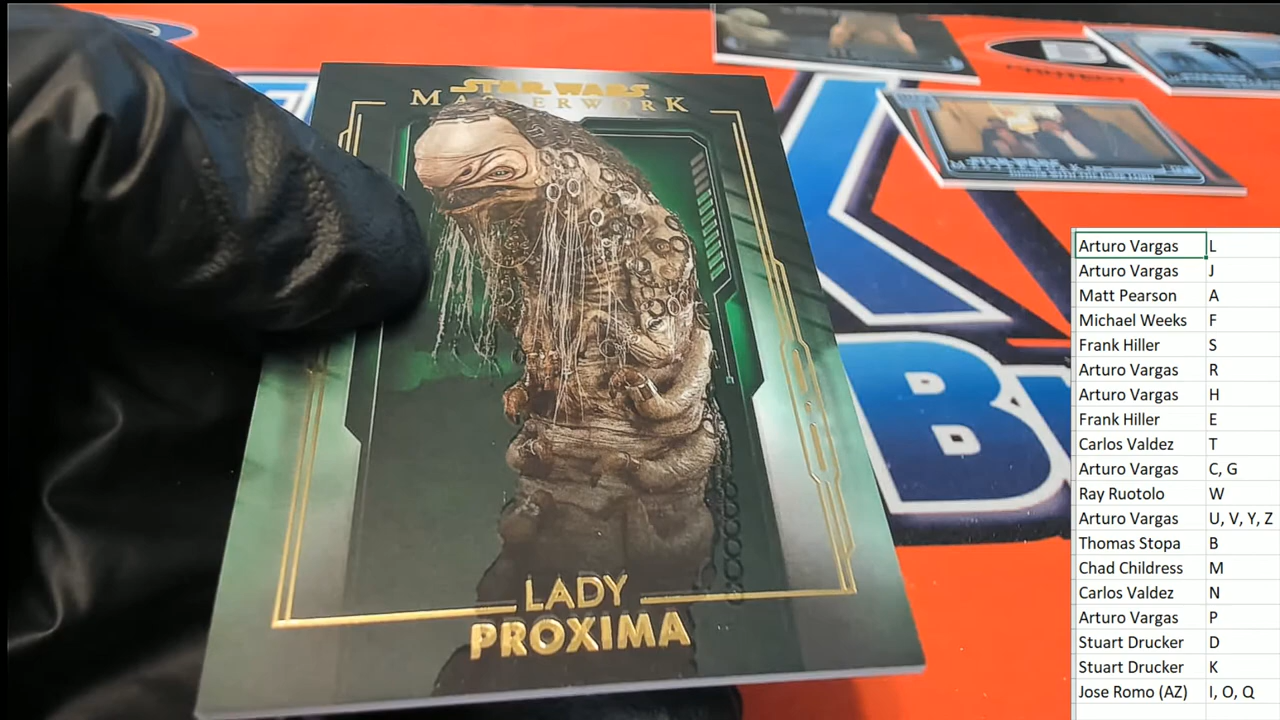 STAR WARS
MASTERWORK
LADY
PROXIMA
STAR WARS
Arturo Vargas L
Arturo Vargas J
Matt Pearson A
Michael Weeks F
Frank Hiller S
Arturo Vargas R
Arturo Vargas H
Frank Hiller E
Carlos Valdez T
Arturo Vargas C, G
Ray Ruotolo W
Arturo Vargas U, V, Y, Z
Thomas Stopa B
Chad Childress M
Carlos Valdez N
Arturo Vargas P
Stuart Drucker D
Stuart Drucker K
Jose Romo (AZ) I, O, Q